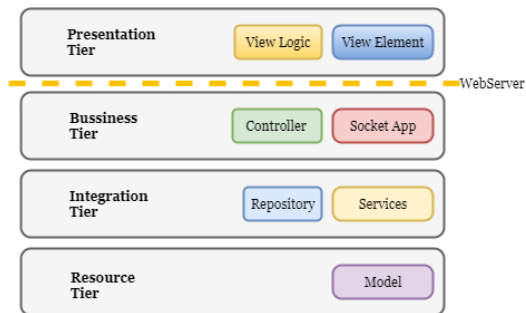 Presentation
Tier
View Logic
View Element
WebServer
Bussiness
Tier
Controller
Socket App
Integration
Tier
Repository
Services
Resource
Tier
Model